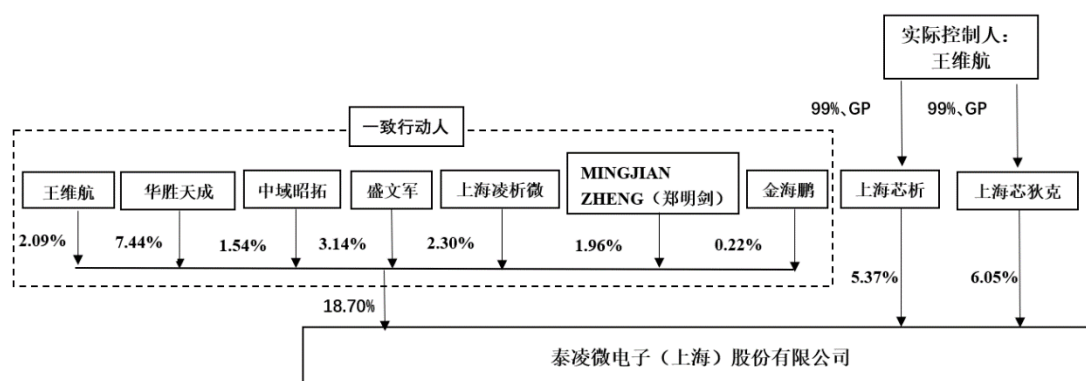 实际控制人：
王维航
99%、GP
99%、GP
一致行动人
王维航
华胜天成
中域昭拓
盛文军
上海凌析微
MINGJIAN
ZHENG（郑明剑）
金海鹏
上海芯析
上海芯狄克
2.09%
7.44%
1.54%
3.14%
2.30%
1.96%
0.22%
5.37%
6.05%
18.70%
泰凌微电子（上海）股份有限公司